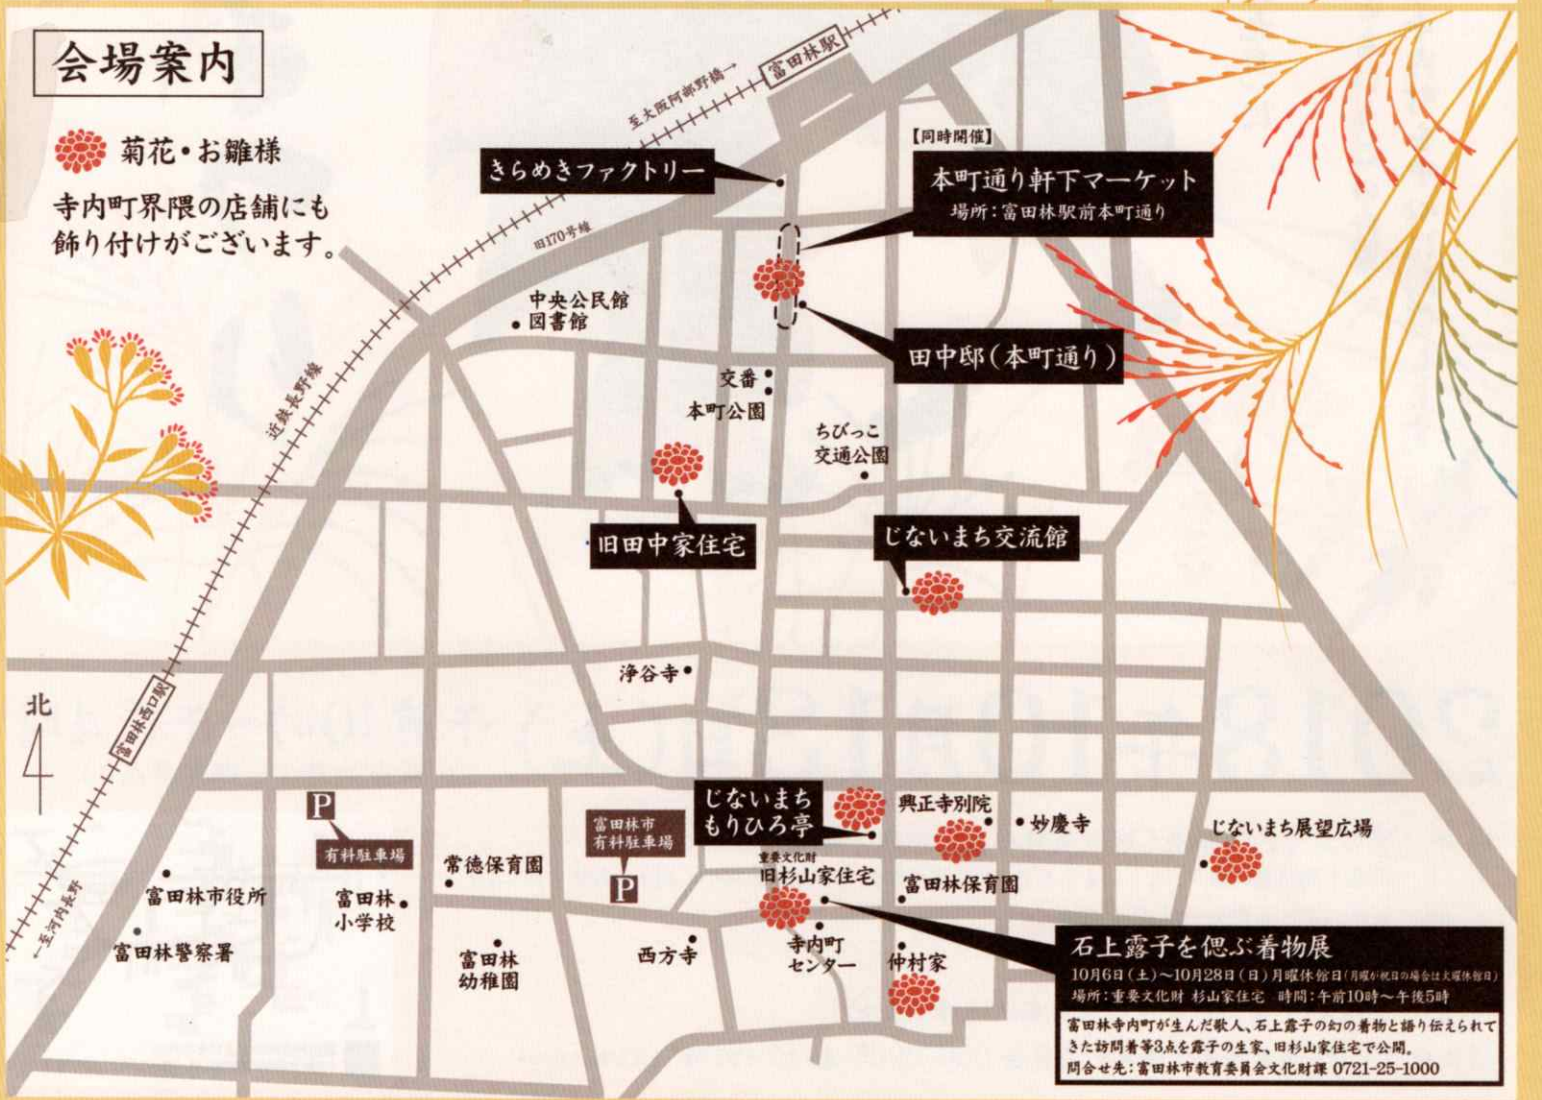 会場案内
菊花・お雛様
寺内町界隈の店舗にも
飾り付けがございます。
富田林駅
至大阪阿部野橋→
【同時開催】
本町通り軒下マーケット
場所：富田林駅前本町通り
きらめきファクトリー
旧170号線
中央公民館
図書館
田中邸(本町通り)
近鉄長野線
交番
本町公園
ちびっこ
交通公園
旧田中家住宅
じないまち交流館
浄谷寺
北
富田林西口駅
P
有料駐車場
富田林市
有料駐車場
P
じないまち
もりひろ亭
興正寺別院
妙慶寺
じないまち展望広場
常徳保育園
重要文化財
旧杉山家住宅
富田林保育園
富田林市役所
富田林
小学校
富田林警察署
←至河内長野
富田林
幼稚園
西方寺
寺内町
センター
仲村家
石上露子を偲ぶ着物展
10月6日(土)〜10月28日(日)月曜休館日(月曜が祝日の場合は火曜休館日)
場所：重要文化財 杉山家住宅 時間：午前10時〜午後5時
富田林寺内町が生んだ歌人、石上露子の幻の着物と語り伝えられて
きた訪問着等3点を露子の生家、旧杉山家住宅で公開。
問合せ先：富田林市教育委員会文化財課 0721-25-1000